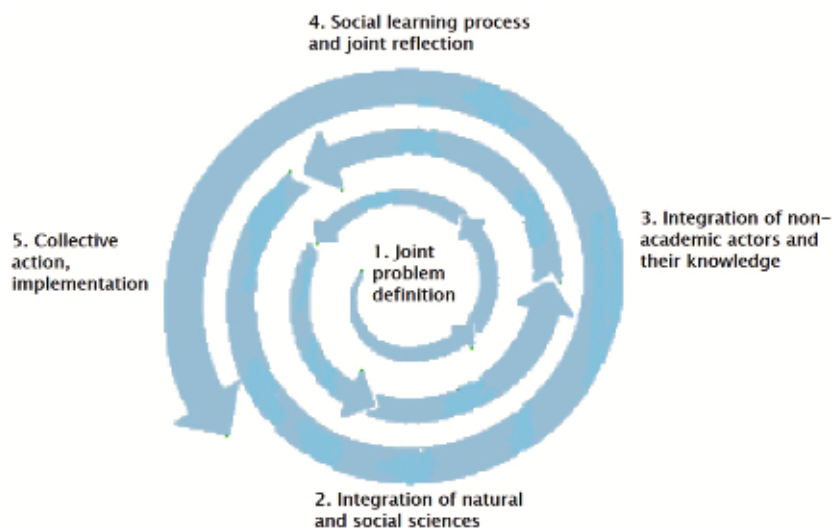 4. Social learning process
and joint reflection
3. Integration of non-
academic actors and
their knowledge
5. Collective
action,
implementation
1. Joint
problem
definition
2. Integration of natural
and social sciences